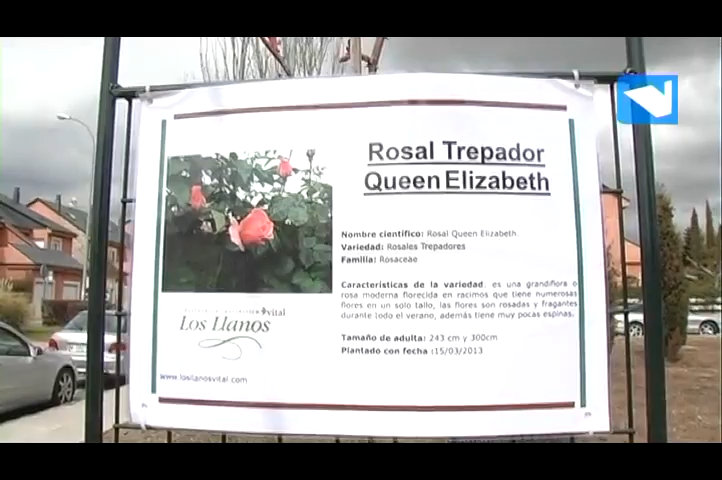 Rosal Trepador
Queen Elizabeth
Nombre científico: Rosal Queen Elizabeth.
Variedad: Rosales Trepadores
Familia: Rosaceae
Características de la variedad: es una grandiflora o
rosa moderna florecida en racimos que tiene numerosas
flores en un solo tallo, las flores son rosadas y fragantes
durante todo el verano, además tiene muy pocas espinas.
Tamaño de adulta: 243 cm y 300cm
Plantado con fecha :15/03/2013
vital
Los Llanos
www.losllanosvital.com